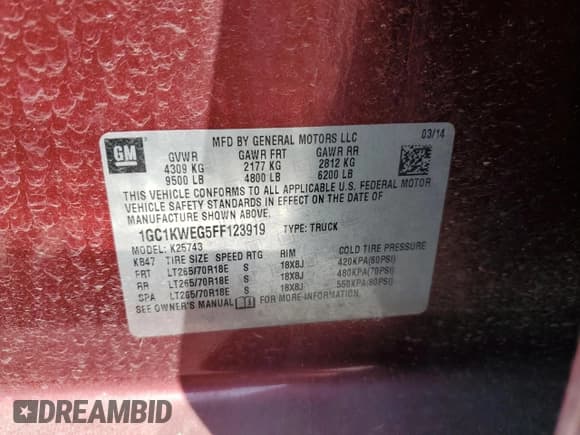 MFD BY GENERAL MOTORS LLC 03/14
GM
GVWR GAWR FRT GAWR RR
4309 KG 2177 KG 2812 KG
9500 LB 4800 LB 6200 LB
THIS VEHICLE CONFORMS TO ALL APPLICABLE U.S. FEDERAL MOTOR
VEHICLE SAFETY STANDARDS IN EFFECT ON THE DATE OF
MANUFACTURE SHOWN ABOVE.
1GC1KWEG5FF123919 TYPE: TRUCK
MODEL: K25743
KB47 TIRE SIZE SPEED RTG RIM COLD TIRE PRESSURE
FRT LT265/70R18E S 18X8J 420KPA(60PSI)
RR LT265/70R18E S 18X8J 480KPA(70PSI)
SPA LT265/70R18E S 18X8J 550KPA(80PSI)
SEE OWNER'S MANUAL FOR MORE INFORMATION.
DREAMBID